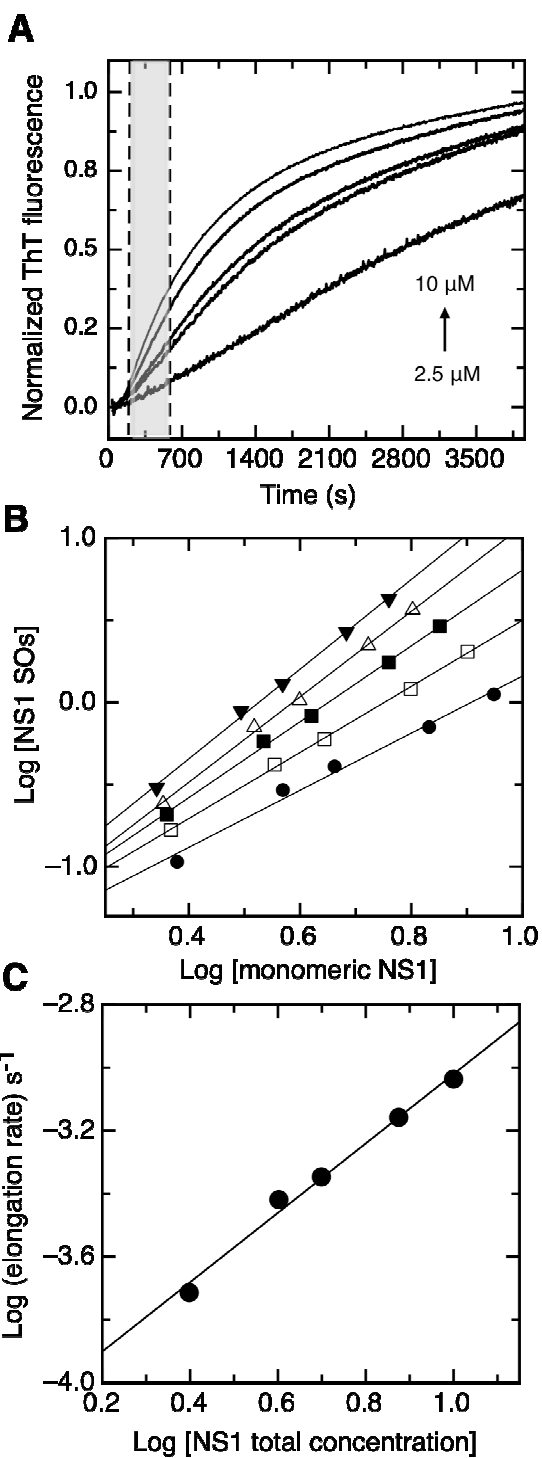 A
Normalized ThT fluorescence
1.0
0.8
0.5
0.2
0.0
10 µM
2.5 µM
0 700 1400 2100 2800 3500
Time (s)
B
Log [NS1 SOs]
1.0
0.0
−1.0
0.4 0.6 0.8 1.0
Log [monomeric NS1]
C
Log (elongation rate) s⁻¹
−2.8
−3.2
−3.6
−4.0
0.2 0.4 0.6 0.8 1.0
Log [NS1 total concentration]